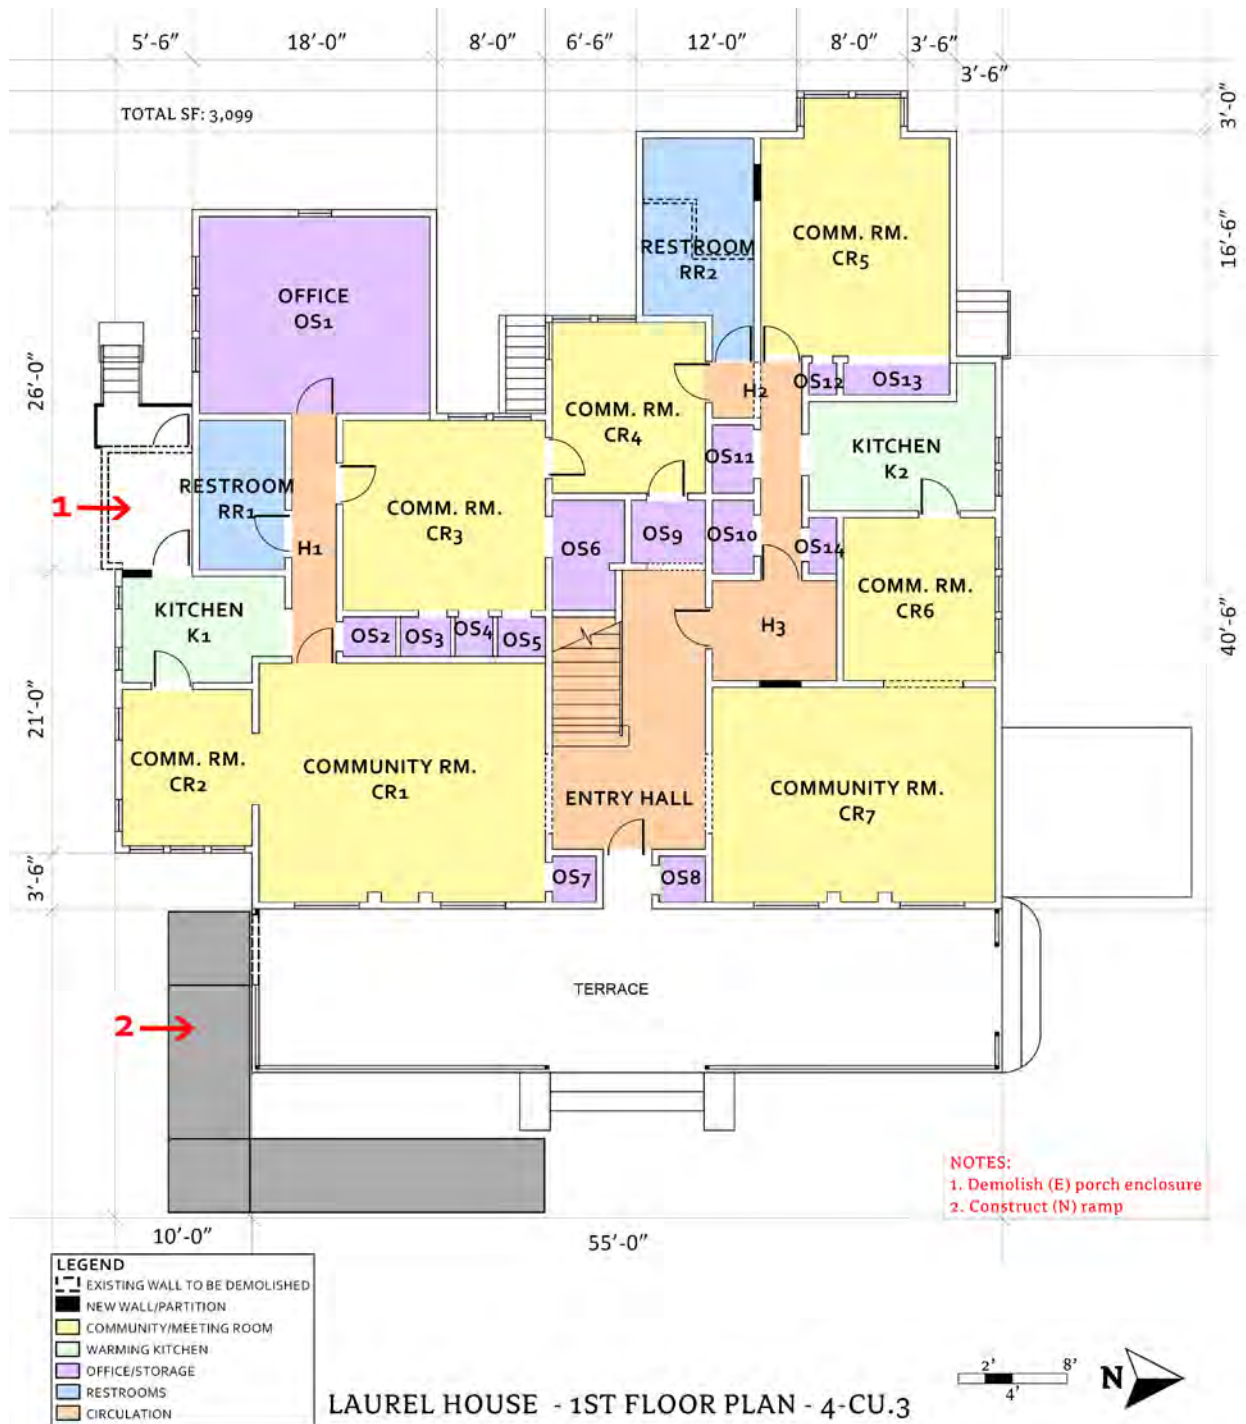 5'-6"
18'-0"
8'-0"
6'-6"
12'-0"
8'-0"
3'-6"
3'-6"
TOTAL SF: 3,099
3'-0"
16'-6"
40'-6"
26'-0"
21'-0"
3'-6"
OFFICE
OS1
RESTROOM
RR2
COMM. RM.
CR5
COMM. RM.
CR4
H2
OS12
OS13
KITCHEN
K2
RESTROOM
RR1
H1
COMM. RM.
CR3
OS11
OS6
OS9
OS10
OS14
1
KITCHEN
K1
OS2
OS3
OS4
OS5
H3
COMM. RM.
CR6
COMM. RM.
CR2
COMMUNITY RM.
CR1
ENTRY HALL
COMMUNITY RM.
CR7
OS7
OS8
TERRACE
2
NOTES:
1. Demolish (E) porch enclosure
2. Construct (N) ramp
10'-0"
55'-0"
LEGEND
EXISTING WALL TO BE DEMOLISHED
NEW WALL/PARTITION
COMMUNITY/MEETING ROOM
WARMING KITCHEN
OFFICE/STORAGE
RESTROOMS
CIRCULATION
LAUREL HOUSE - 1ST FLOOR PLAN - 4-CU.3
2'
8'
4'
N